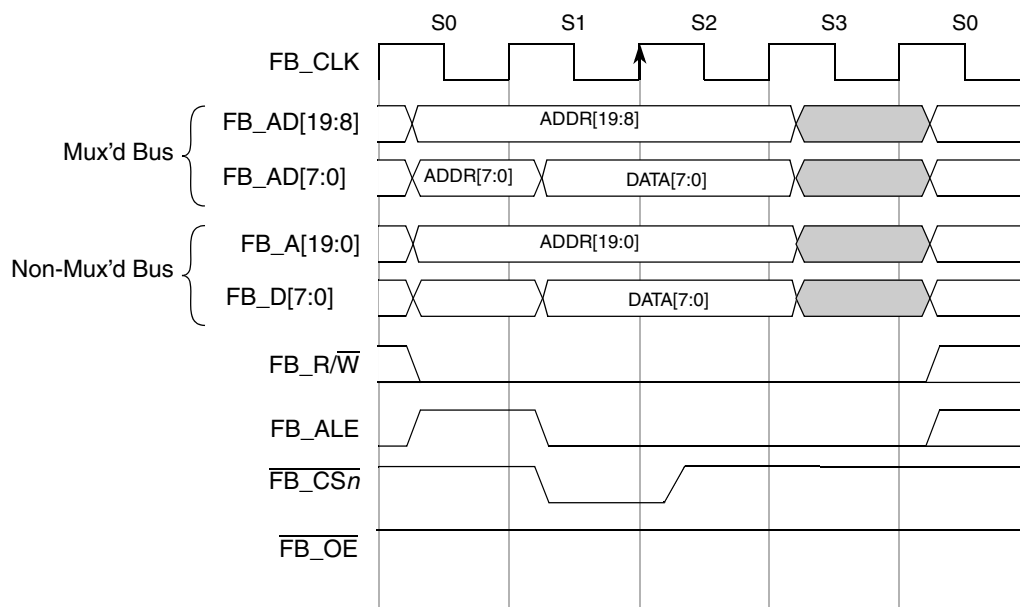 S0 S1 S2 S3 S0
FB_CLK
FB_AD[19:8] ADDR[19:8]
Mux'd Bus
FB_AD[7:0] ADDR[7:0] DATA[7:0]
FB_A[19:0] ADDR[19:0]
Non-Mux'd Bus
FB_D[7:0] DATA[7:0]
FB_R/W̅
FB_ALE
F̅B̅_̅C̅S̅n̅
F̅B̅_̅O̅E̅